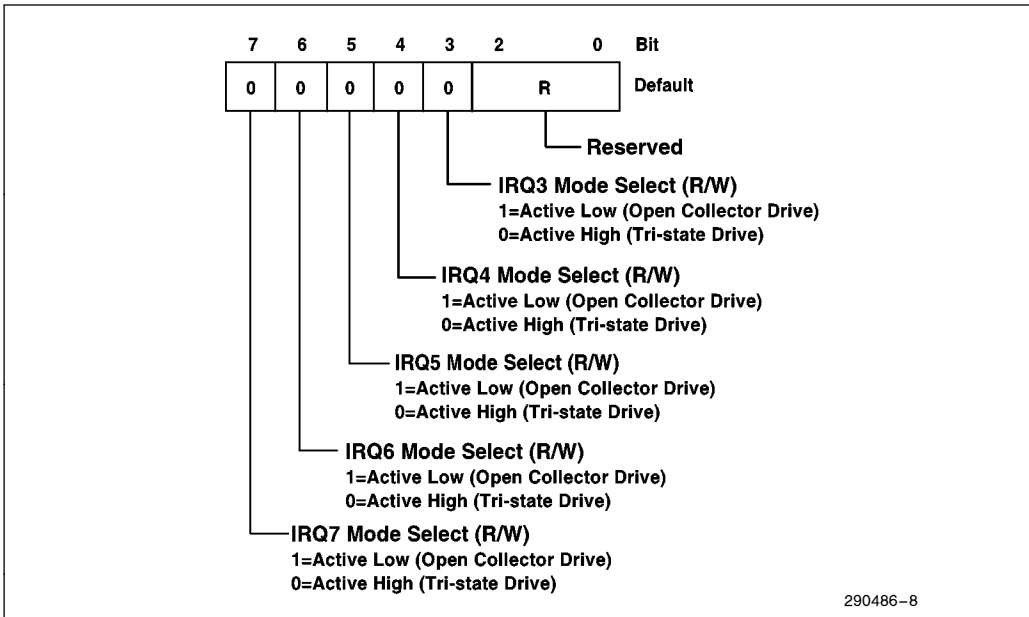 7 6 5 4 3 2 0 Bit
0 0 0 0 0 R Default
Reserved
IRQ3 Mode Select (R/W)
1=Active Low (Open Collector Drive)
0=Active High (Tri-state Drive)
IRQ4 Mode Select (R/W)
1=Active Low (Open Collector Drive)
0=Active High (Tri-state Drive)
IRQ5 Mode Select (R/W)
1=Active Low (Open Collector Drive)
0=Active High (Tri-state Drive)
IRQ6 Mode Select (R/W)
1=Active Low (Open Collector Drive)
0=Active High (Tri-state Drive)
IRQ7 Mode Select (R/W)
1=Active Low (Open Collector Drive)
0=Active High (Tri-state Drive)
290486–8